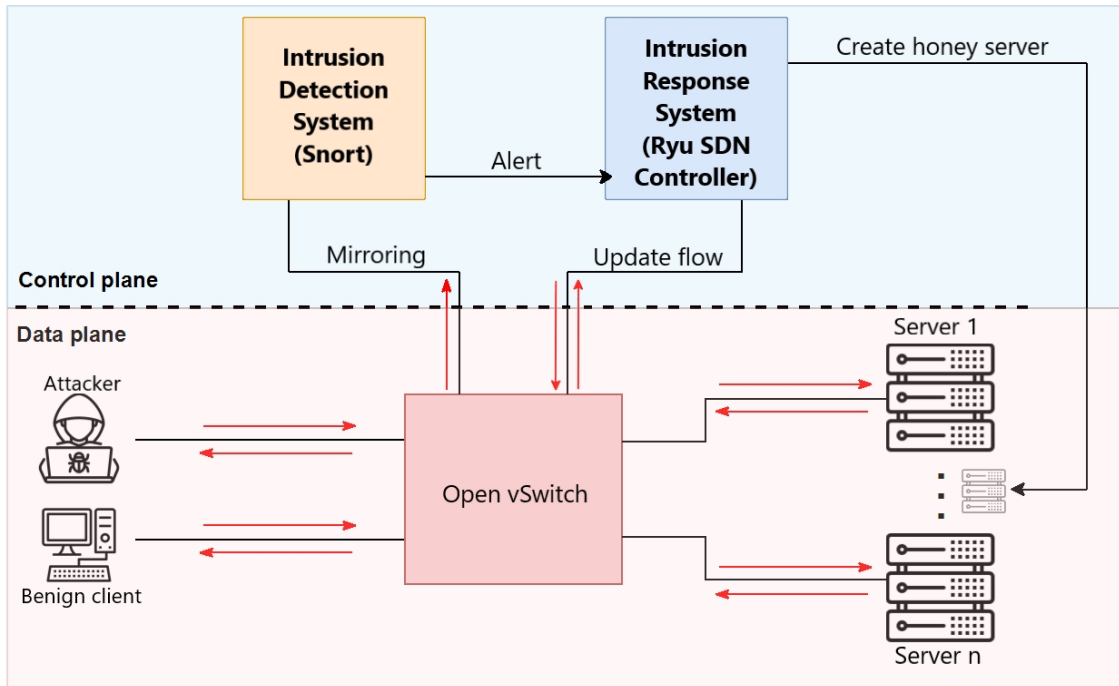 Intrusion
Detection
System
(Snort)
Intrusion
Response
System
(Ryu SDN
Controller)
Create honey server
Alert
Mirroring
Update flow
Control plane
Data plane
Server 1
Attacker
Open vSwitch
Benign client
Server n